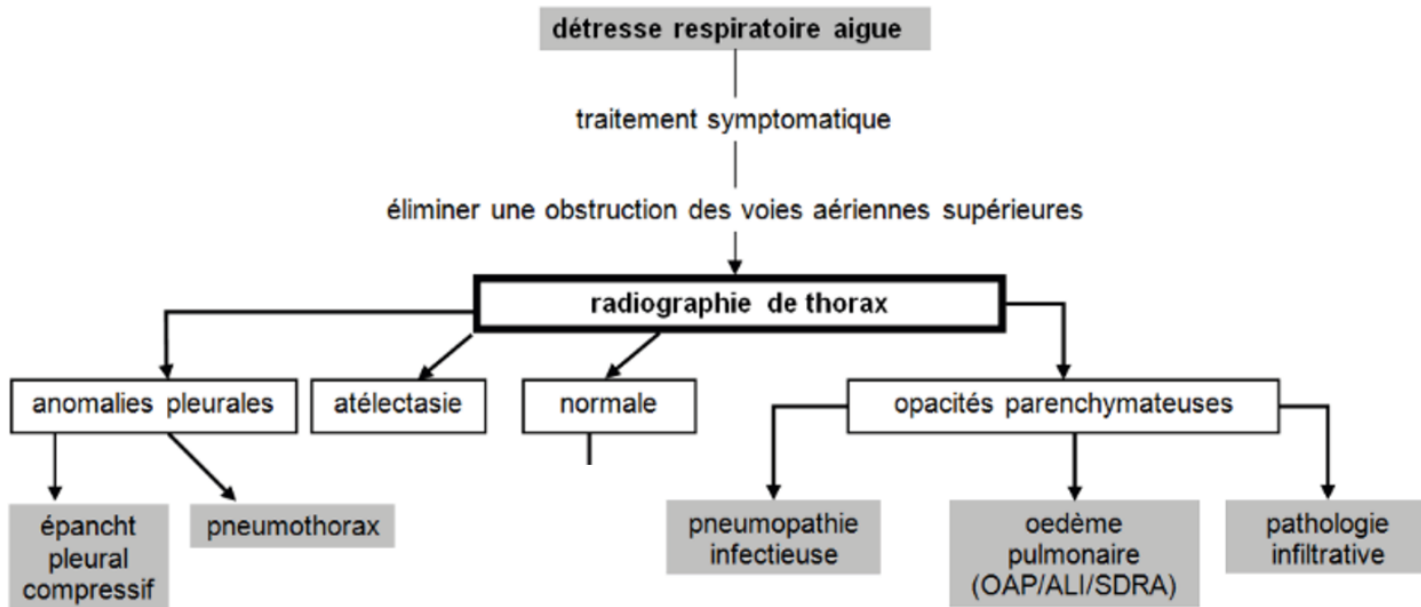 détresse respiratoire aigue
traitement symptomatique
éliminer une obstruction des voies aériennes supérieures
radiographie de thorax
anomalies pleurales
atélectasie
normale
opacités parenchymateuses
épancht
pleural
compressif
pneumothorax
pneumopathie
infectieuse
oedème
pulmonaire
(OAP/ALI/SDRA)
pathologie
infiltrative